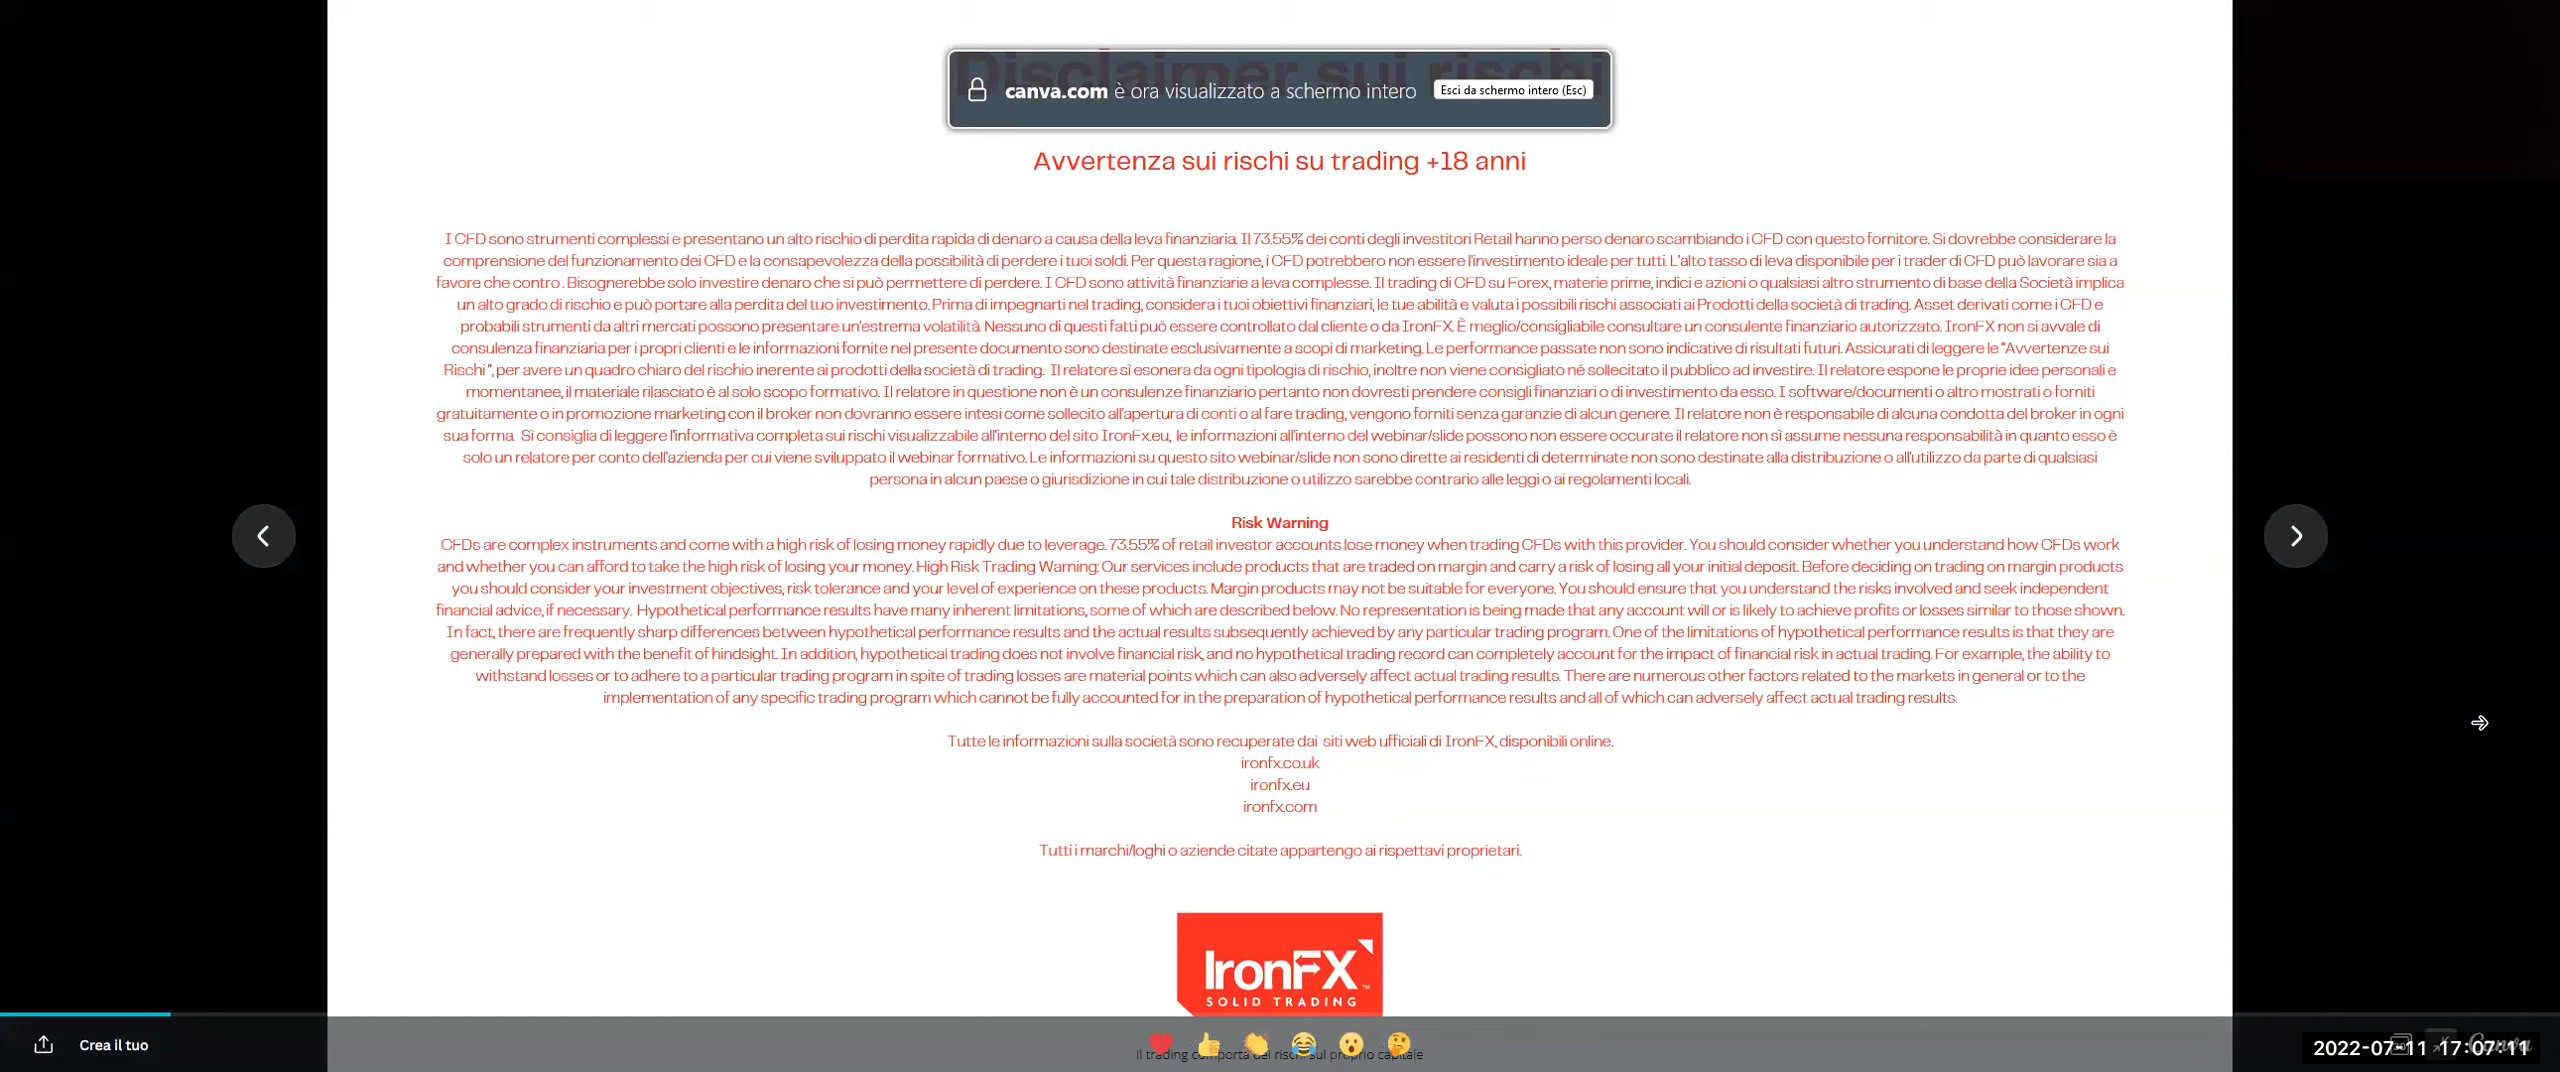 Disclaimer sui rischi
canva.com è ora visualizzato a schermo intero
Esci da schermo intero (Esc)
Avvertenza sui rischi su trading +18 anni
I CFD sono strumenti complessi e presentano un alto rischio di perdita rapida di denaro a causa della leva finanziaria. Il 73.55% dei conti degli investitori Retail hanno perso denaro scambiando i CFD con questo fornitore. Si dovrebbe considerare la
comprensione del funzionamento dei CFD e la consapevolezza della possibilità di perdere i tuoi soldi. Per questa ragione, i CFD potrebbero non essere l'investimento ideale per tutti. L'alto tasso di leva disponibile per i trader di CFD può lavorare sia a
favore che contro . Bisognerebbe solo investire denaro che si può permettere di perdere. I CFD sono attività finanziarie a leva complesse. Il trading di CFD su Forex, materie prime, indici e azioni o qualsiasi altro strumento di base della Società implica
un alto grado di rischio e può portare alla perdita del tuo investimento. Prima di impegnarti nel trading, considera i tuoi obiettivi finanziari, le tue abilità e valuta i possibili rischi associati ai Prodotti della società di trading. Asset derivati come i CFD e
probabili strumenti da altri mercati possono presentare un'estrema volatilità. Nessuno di questi fatti può essere controllato dal cliente o da IronFX. È meglio/consigliabile consultare un consulente finanziario autorizzato. IronFX non si avvale di
consulenza finanziaria per i propri clienti e le informazioni fornite nel presente documento sono destinate esclusivamente a scopi di marketing. Le performance passate non sono indicative di risultati futuri. Assicurati di leggere le "Avvertenze sui
Rischi ", per avere un quadro chiaro del rischio inerente ai prodotti della società di trading.  Il relatore sì esonera da ogni tipologia di rischio, inoltre non viene consigliato né sollecitato il pubblico ad investire. Il relatore espone le proprie idee personali e
momentanee, il materiale rilasciato è al solo scopo formativo. Il relatore in questione non è un consulenze finanziario pertanto non dovresti prendere consigli finanziari o di investimento da esso. I software/documenti o altro mostrati o forniti
gratuitamente o in promozione marketing con il broker non dovranno essere intesi come sollecito all'apertura di conti o al fare trading, vengono forniti senza garanzie di alcun genere. Il relatore non è responsabile di alcuna condotta del broker in ogni
sua forma.  Sì consiglia di leggere l'informativa completa sui rischi visualizzabile all'interno del sito IronFx.eu,  le informazioni all'interno del webinar/slide possono non essere occurate il relatore non sì assume nessuna responsabilità in quanto esso è
solo un relatore per conto dell'azienda per cui viene sviluppato il webinar formativo. Le informazioni su questo sito webinar/slide non sono dirette ai residenti di determinate non sono destinate alla distribuzione o all'utilizzo da parte di qualsiasi
persona in alcun paese o giurisdizione in cui tale distribuzione o utilizzo sarebbe contrario alle leggi o ai regolamenti locali.
Risk Warning
CFDs are complex instruments and come with a high risk of losing money rapidly due to leverage. 73.55% of retail investor accounts lose money when trading CFDs with this provider. You should consider whether you understand how CFDs work
and whether you can afford to take the high risk of losing your money. High Risk Trading Warning: Our services include products that are traded on margin and carry a risk of losing all your initial deposit. Before deciding on trading on margin products
you should consider your investment objectives, risk tolerance and your level of experience on these products. Margin products may not be suitable for everyone. You should ensure that you understand the risks involved and seek independent
financial advice, if necessary.  Hypothetical performance results have many inherent limitations, some of which are described below. No representation is being made that any account will or is likely to achieve profits or losses similar to those shown.
In fact, there are frequently sharp differences between hypothetical performance results and the actual results subsequently achieved by any particular trading program. One of the limitations of hypothetical performance results is that they are
generally prepared with the benefit of hindsight. In addition, hypothetical trading does not involve financial risk, and no hypothetical trading record can completely account for the impact of financial risk in actual trading. For example, the ability to
withstand losses or to adhere to a particular trading program in spite of trading losses are material points which can also adversely affect actual trading results. There are numerous other factors related to the markets in general or to the
implementation of any specific trading program which cannot be fully accounted for in the preparation of hypothetical performance results and all of which can adversely affect actual trading results.
Tutte le informazioni sulla società sono recuperate dai  siti web ufficiali di IronFX, disponibili online.
ironfx.co.uk
ironfx.eu
ironfx.com
Tutti i marchi/loghi o aziende citate appartengo ai rispettavi proprietari.
IronFX
SOLID TRADING
Crea il tuo
Il trading comporta dei rischi sul proprio capitale
Canva
2022-07-11 17:07:11